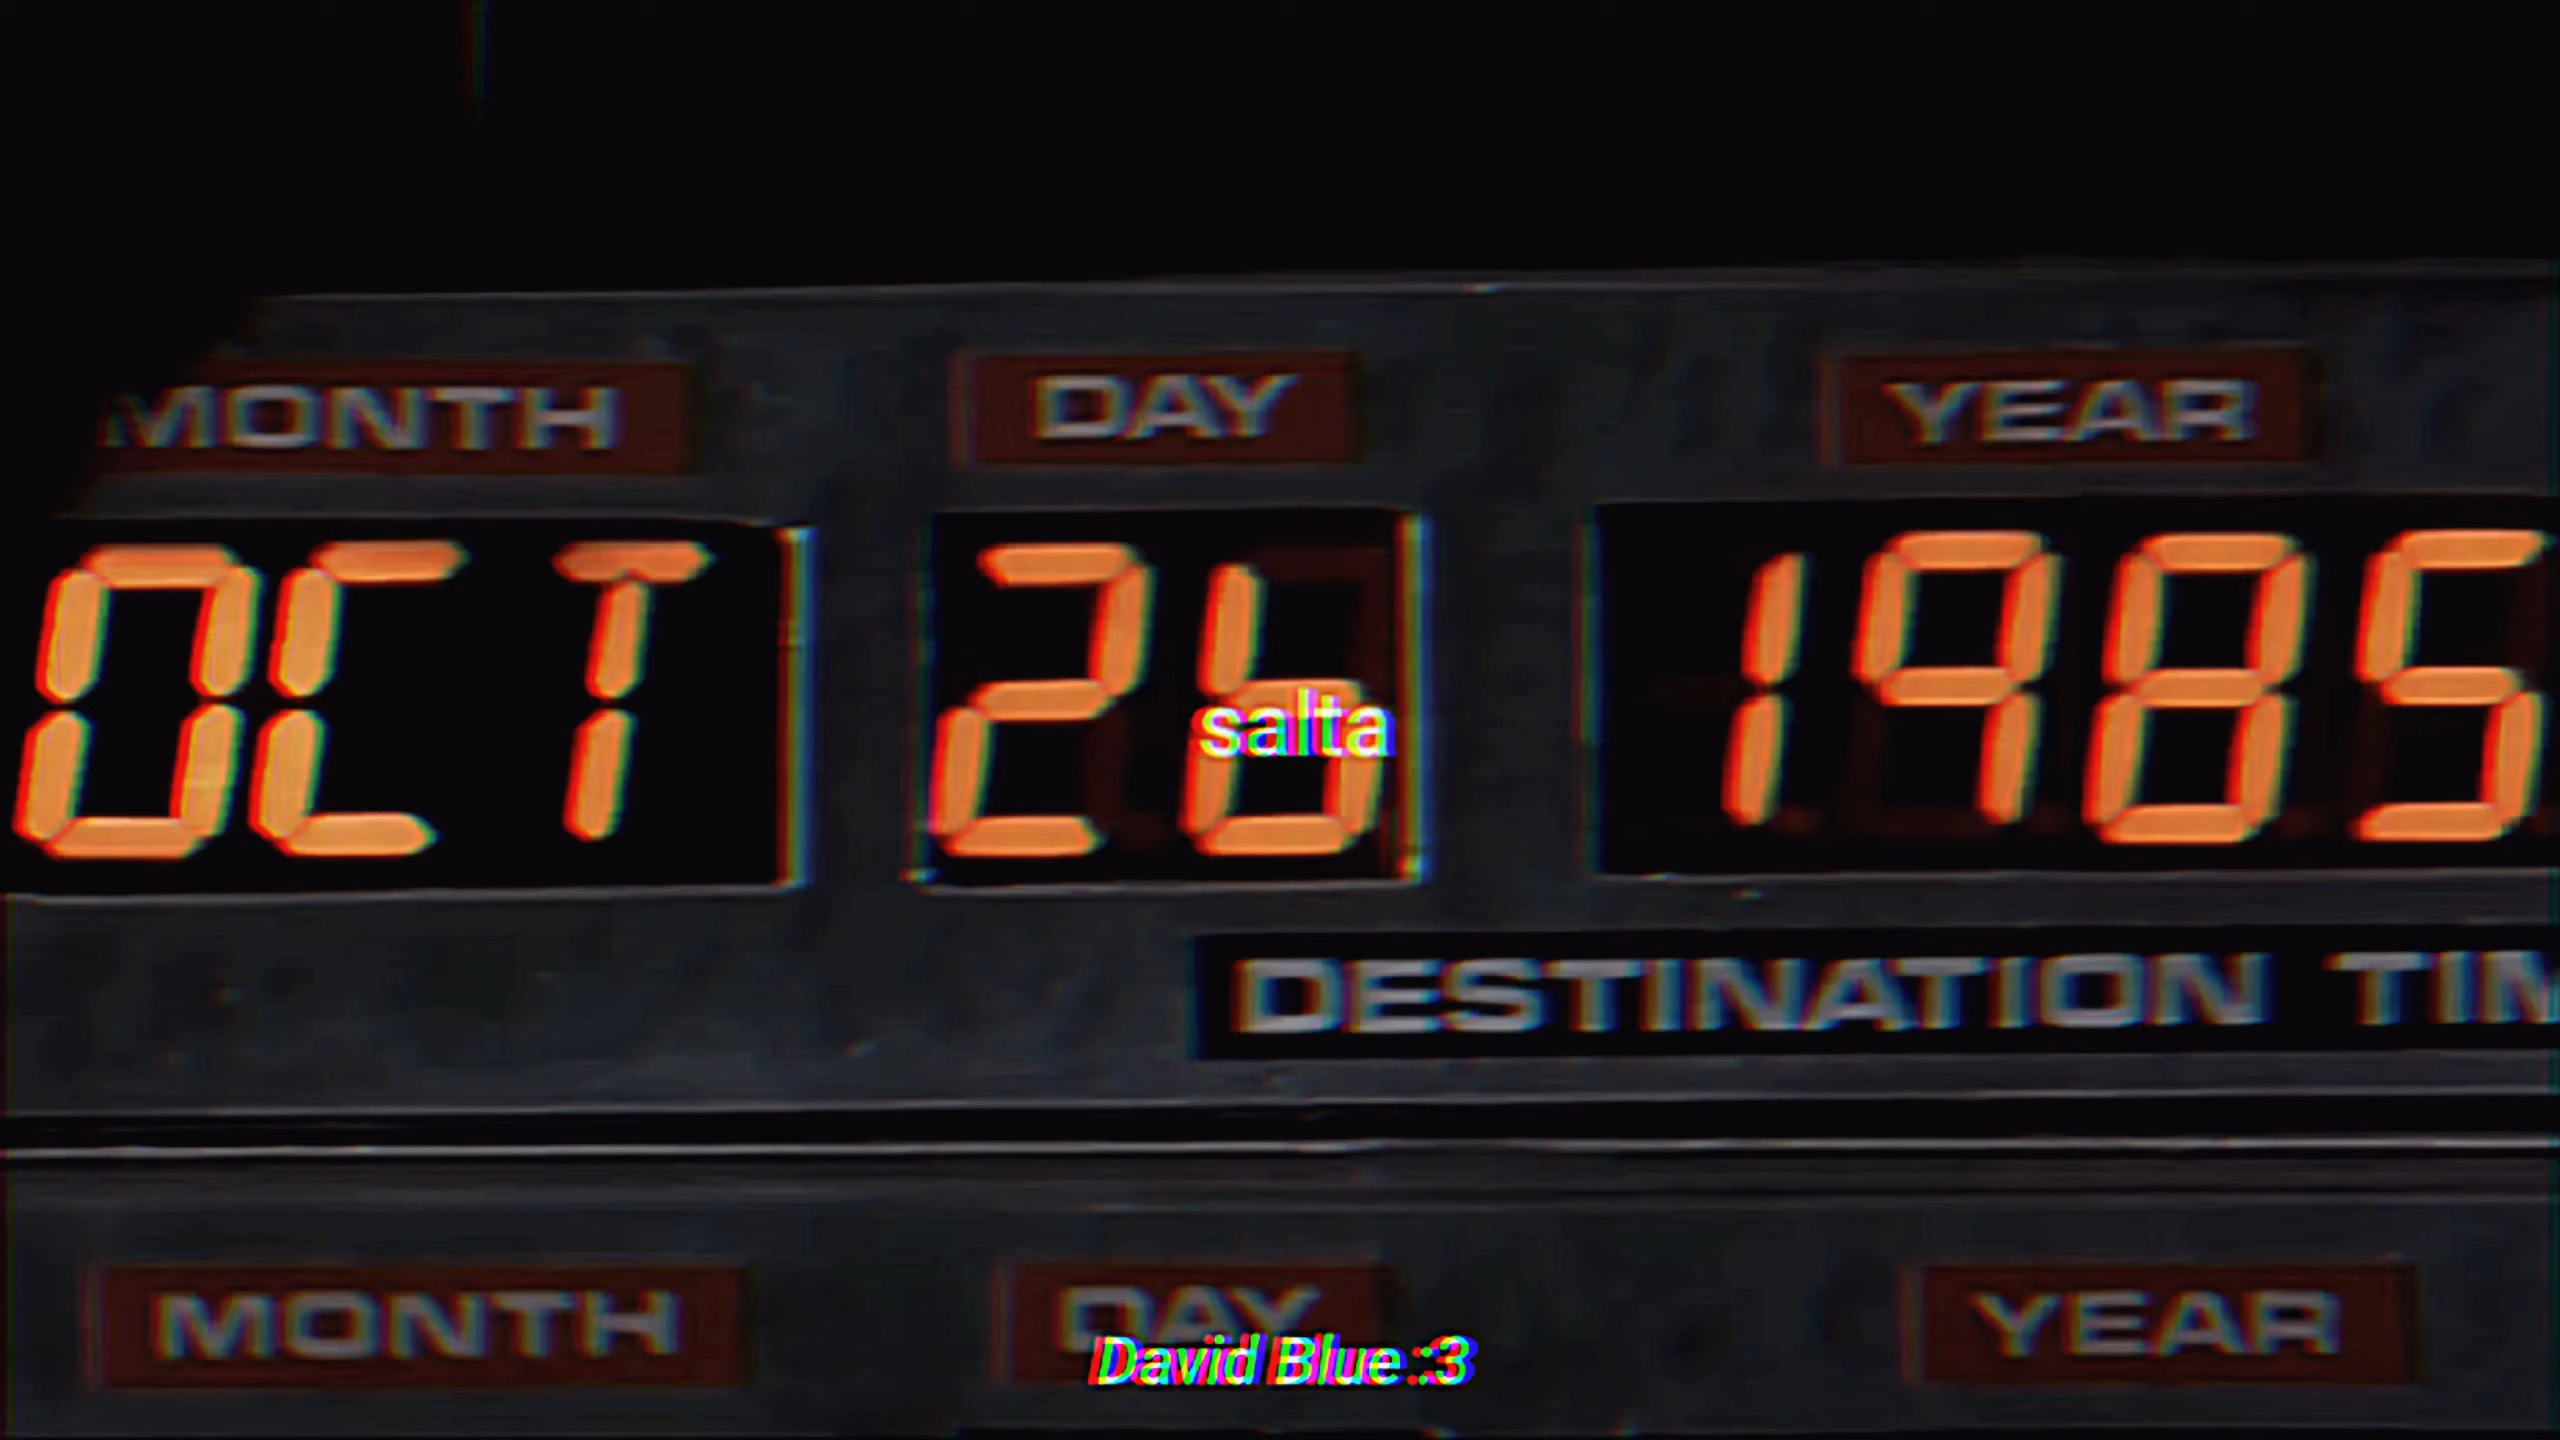 MONTH DAY YEAR
OCT 26 1985
salta
DESTINATION TIM
MONTH DAY YEAR
David Blue :3